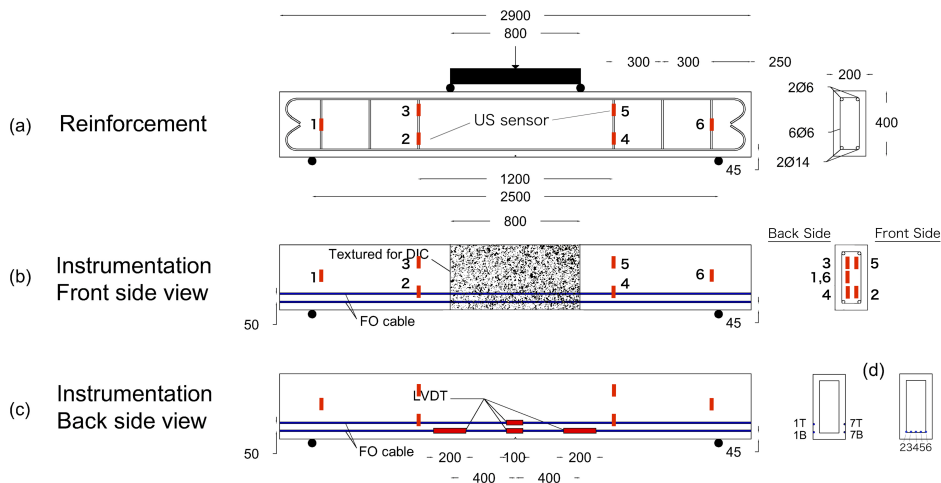 2900
800
300 300 250
200
2Ø6
(a) Reinforcement
1 3 2 US sensor 5 4 6
6Ø6
400
2Ø14
45
1200
2500
800
Back Side Front Side
(b) Instrumentation
Front side view
Textured for DIC
1 3 2 5 4 6
3 5
1,6
4 2
50
FO cable
45
(c) Instrumentation
Back side view
LVDT
(d)
1T 7T
1B 7B
23456
50
FO cable
45
200 100 200
400 400